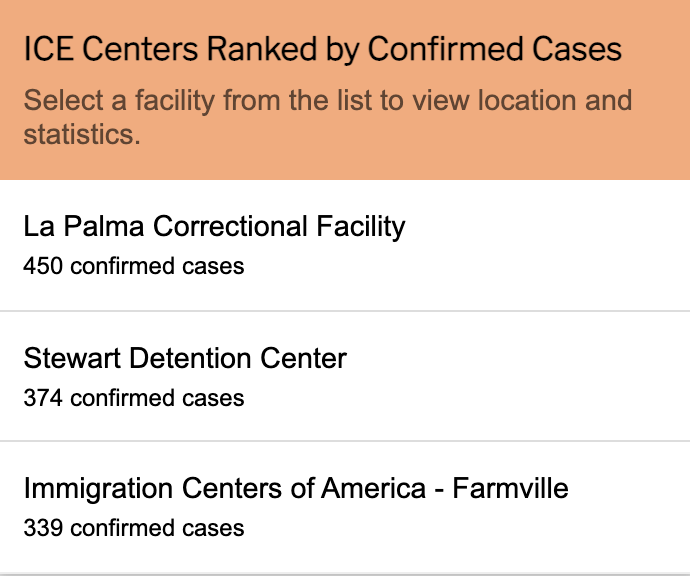 ICE Centers Ranked by Confirmed Cases
Select a facility from the list to view location and
statistics.
La Palma Correctional Facility
450 confirmed cases
Stewart Detention Center
374 confirmed cases
Immigration Centers of America - Farmville
339 confirmed cases